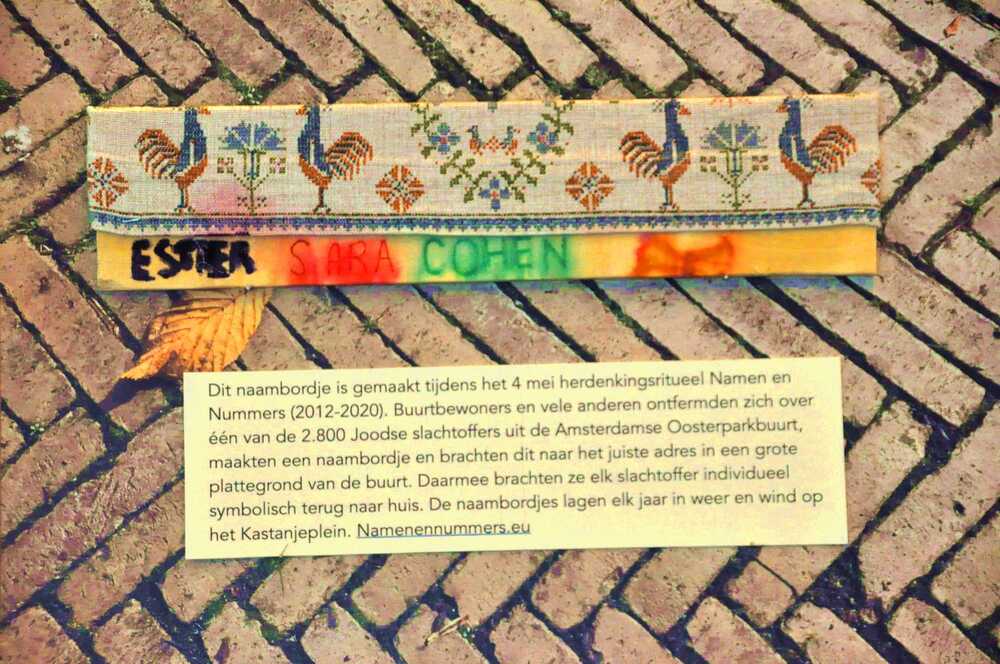 ESTHER SARA COHEN
Dit naambordje is gemaakt tijdens het 4 mei herdenkingsritueel Namen en
Nummers (2012-2020). Buurtbewoners en vele anderen ontfermden zich over
één van de 2.800 Joodse slachtoffers uit de Amsterdamse Oosterparkbuurt,
maakten een naambordje en brachten dit naar het juiste adres in een grote
plattegrond van de buurt. Daarmee brachten ze elk slachtoffer individueel
symbolisch terug naar huis. De naambordjes lagen elk jaar in weer en wind op
het Kastanjeplein. Namenennummers.eu